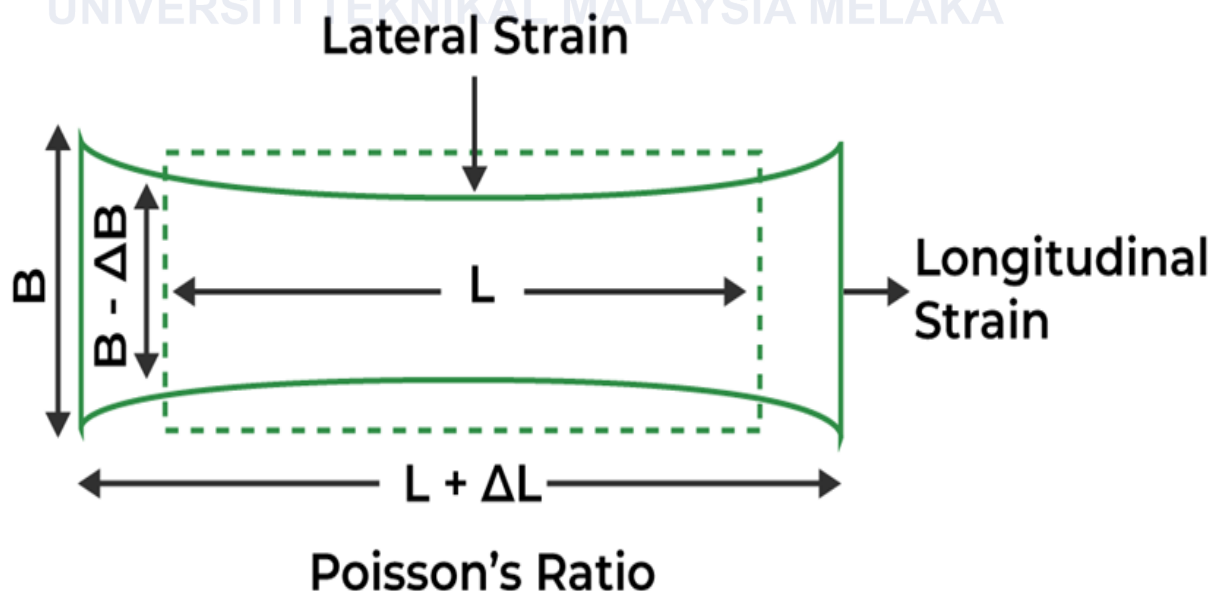 UNIVERSITI TEKNIKAL MALAYSIA MELAKA
Lateral Strain
B
B - ΔB
L
Longitudinal
Strain
L + ΔL
Poisson's Ratio